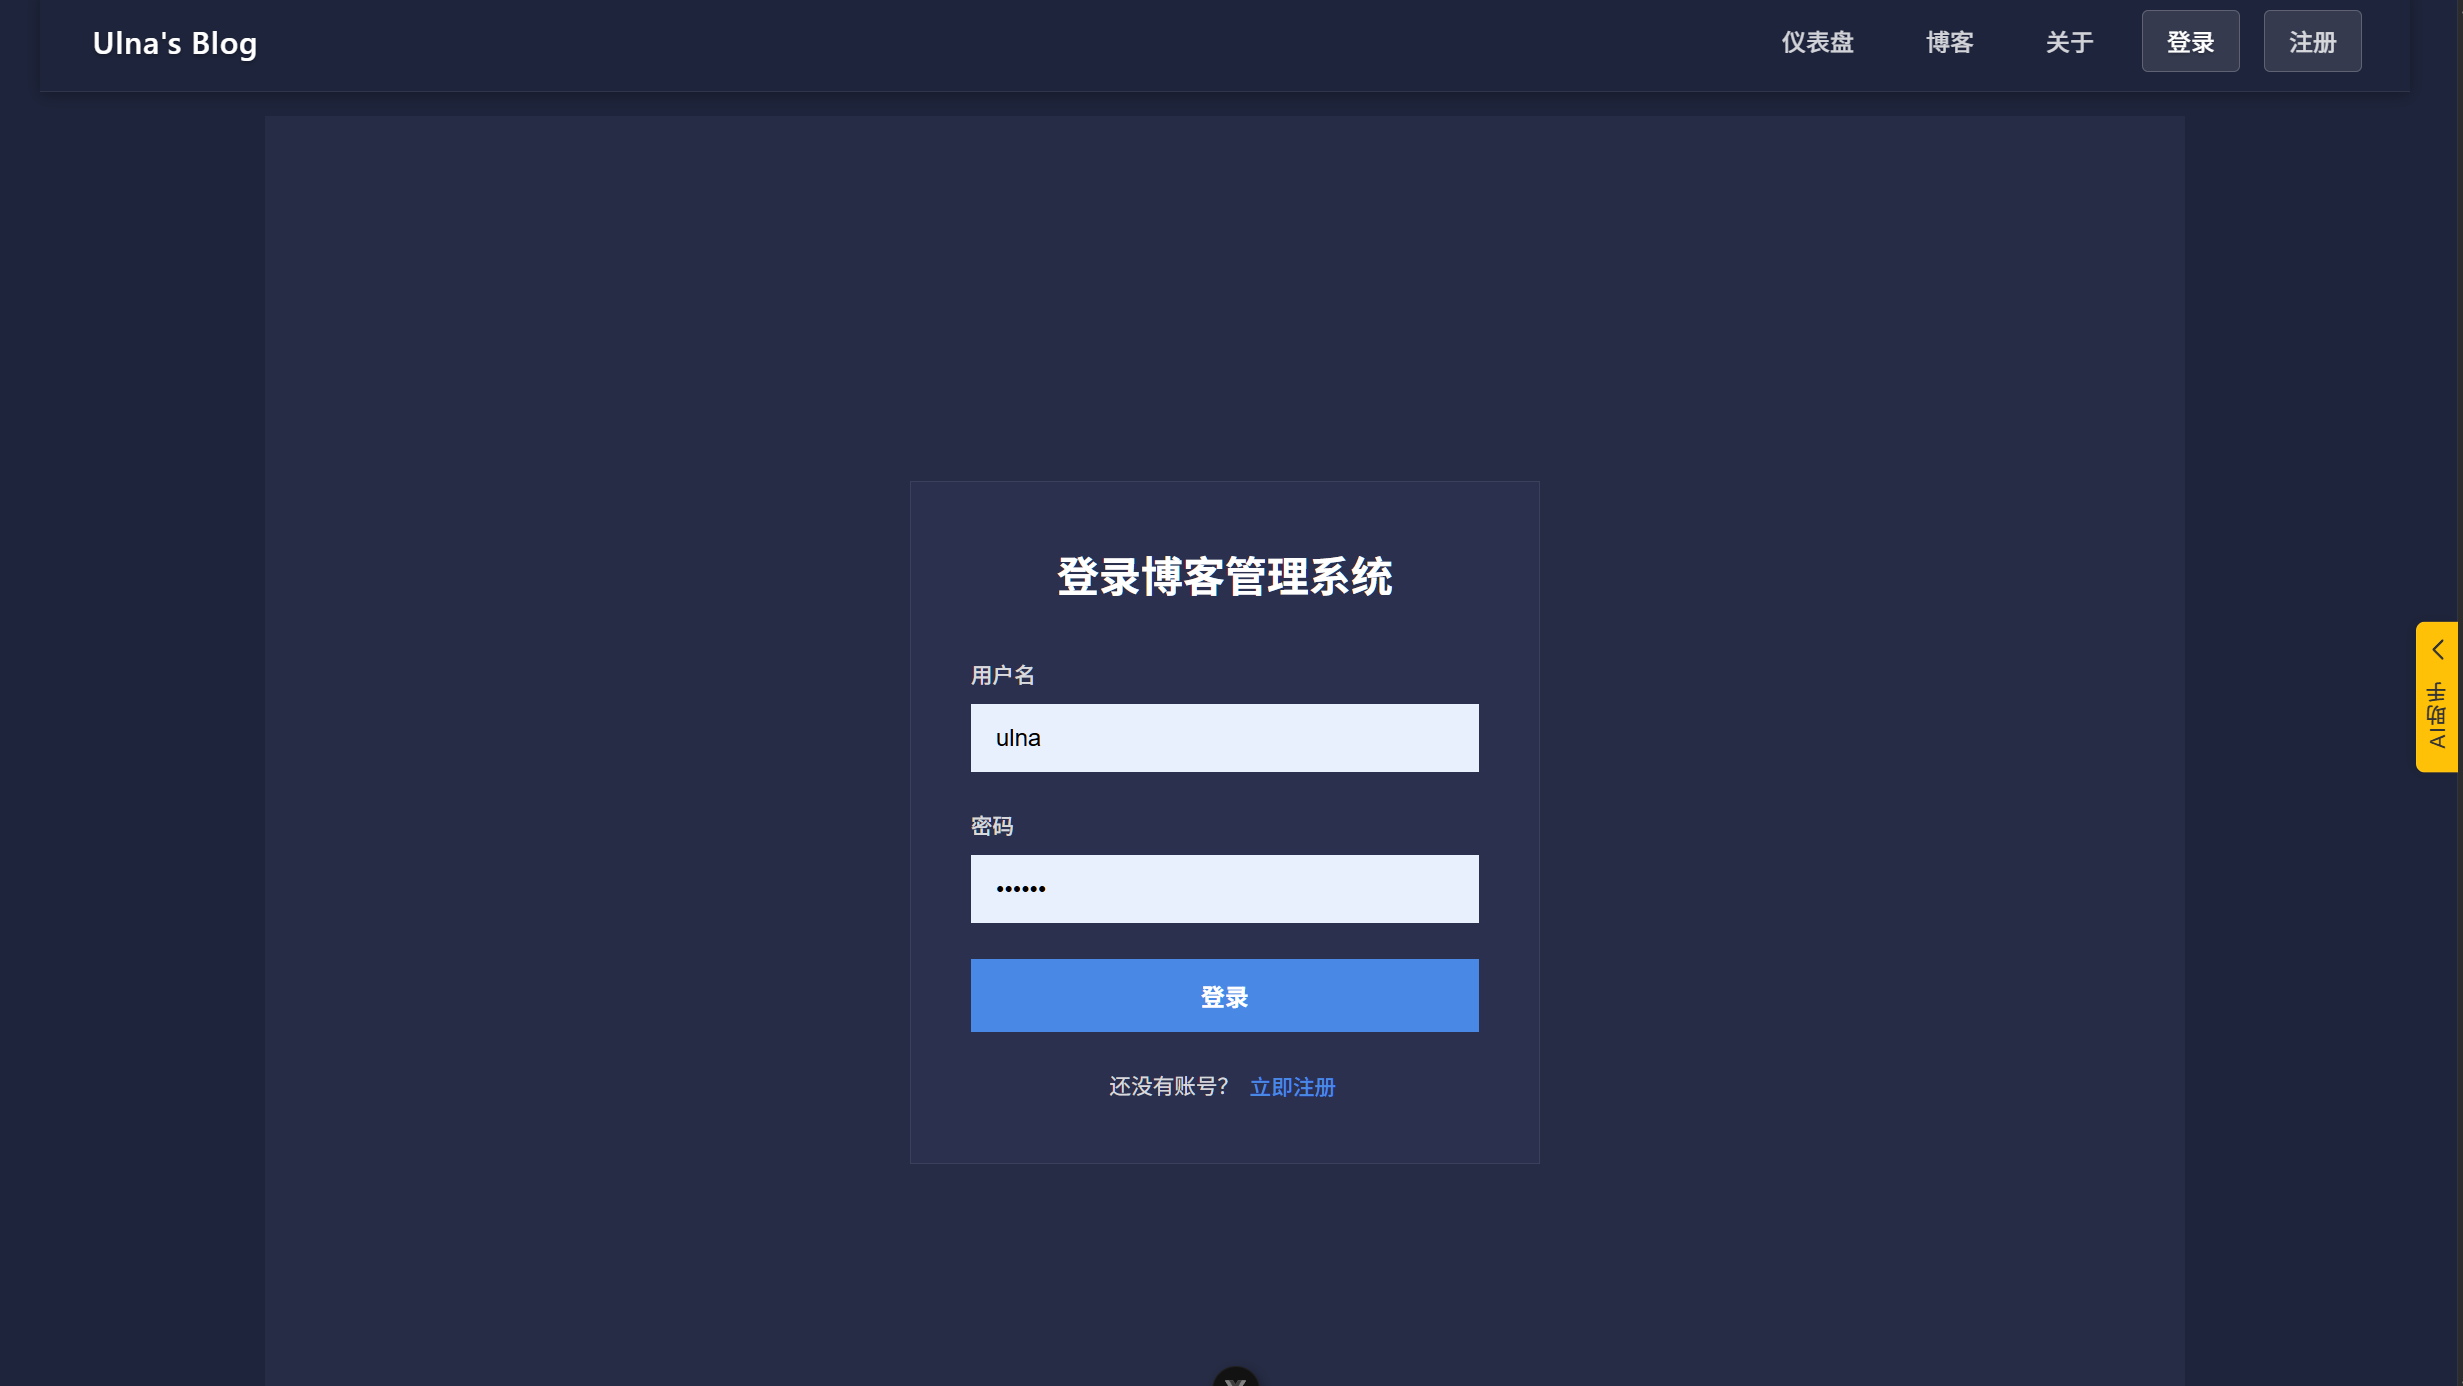 Ulna's Blog
仪表盘 博客 关于 登录 注册
登录博客管理系统
用户名
ulna
密码
••••••
登录
还没有账号？ 立即注册
AI助手